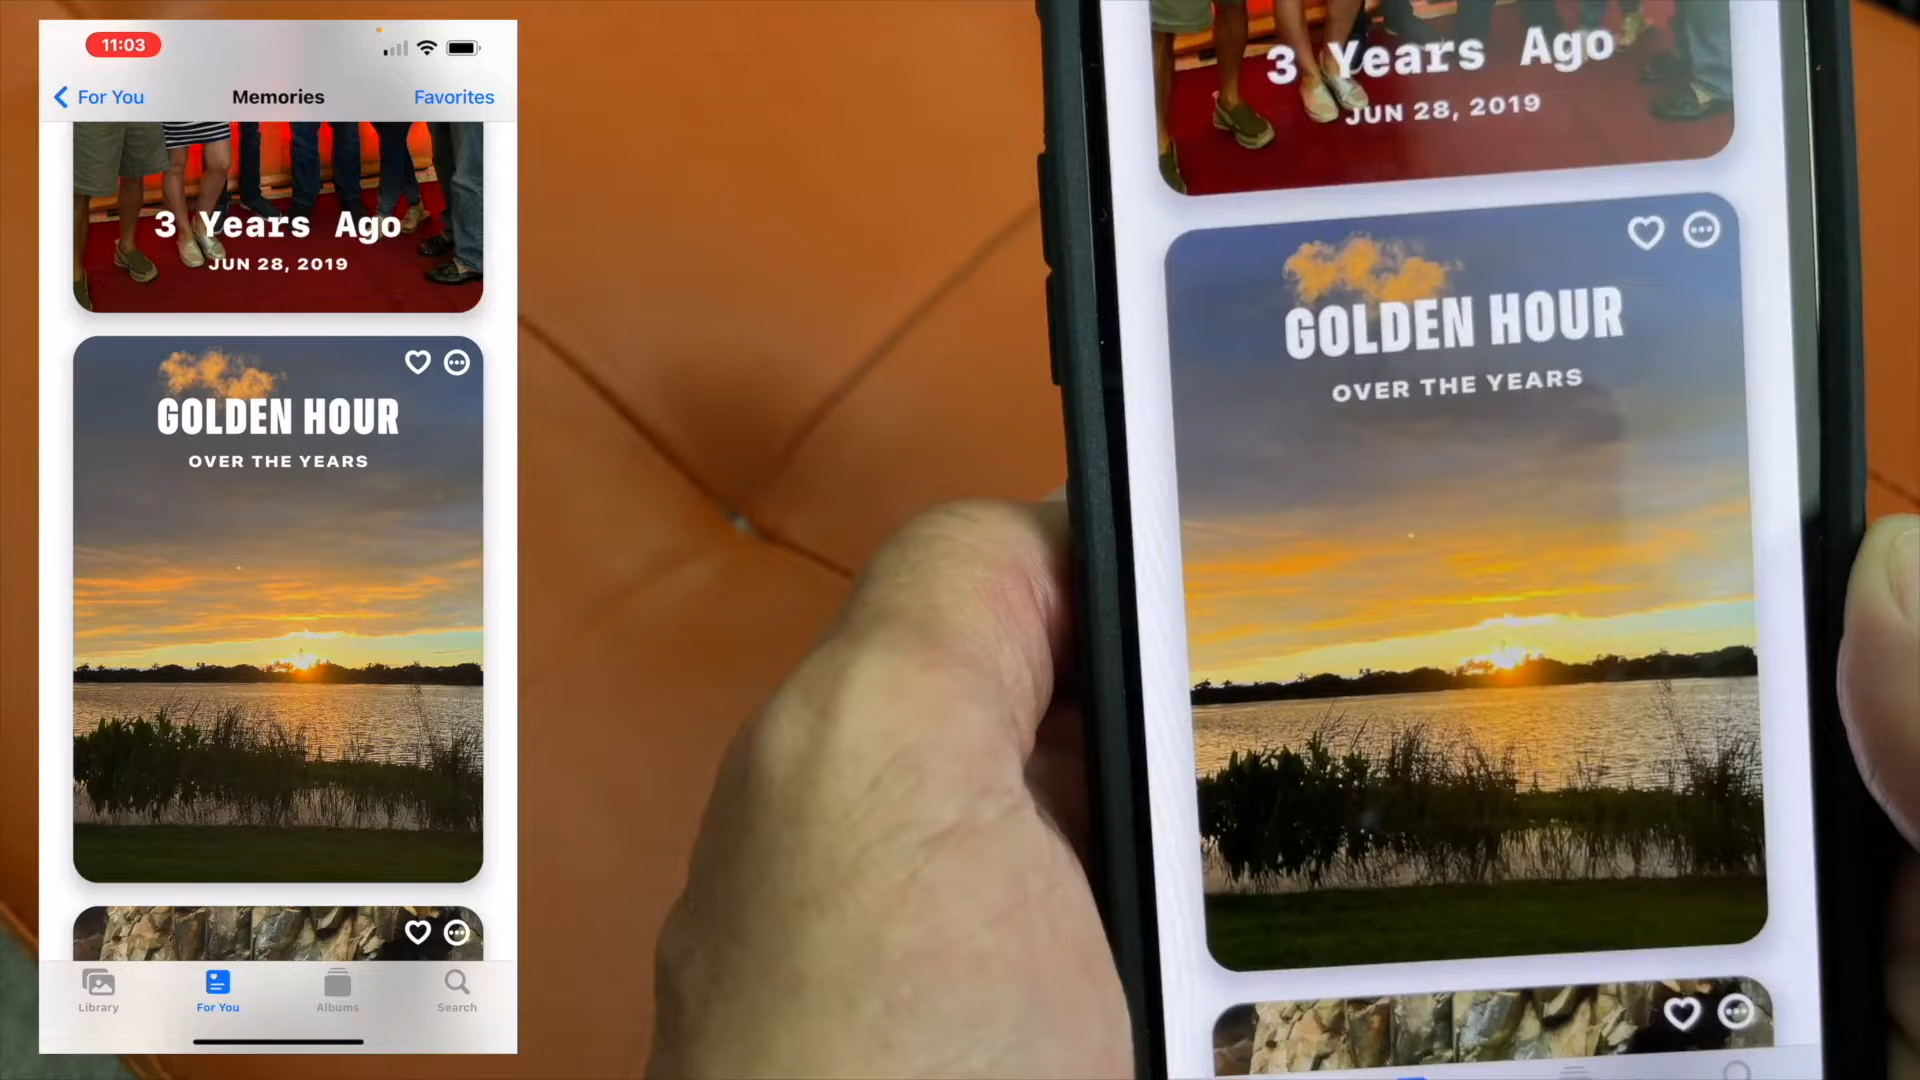 11:03
For You
Memories
Favorites
3 Years Ago
JUN 28, 2019
GOLDEN HOUR
OVER THE YEARS
Library
For You
Albums
Search
3 Years Ago
JUN 28, 2019
GOLDEN HOUR
OVER THE YEARS